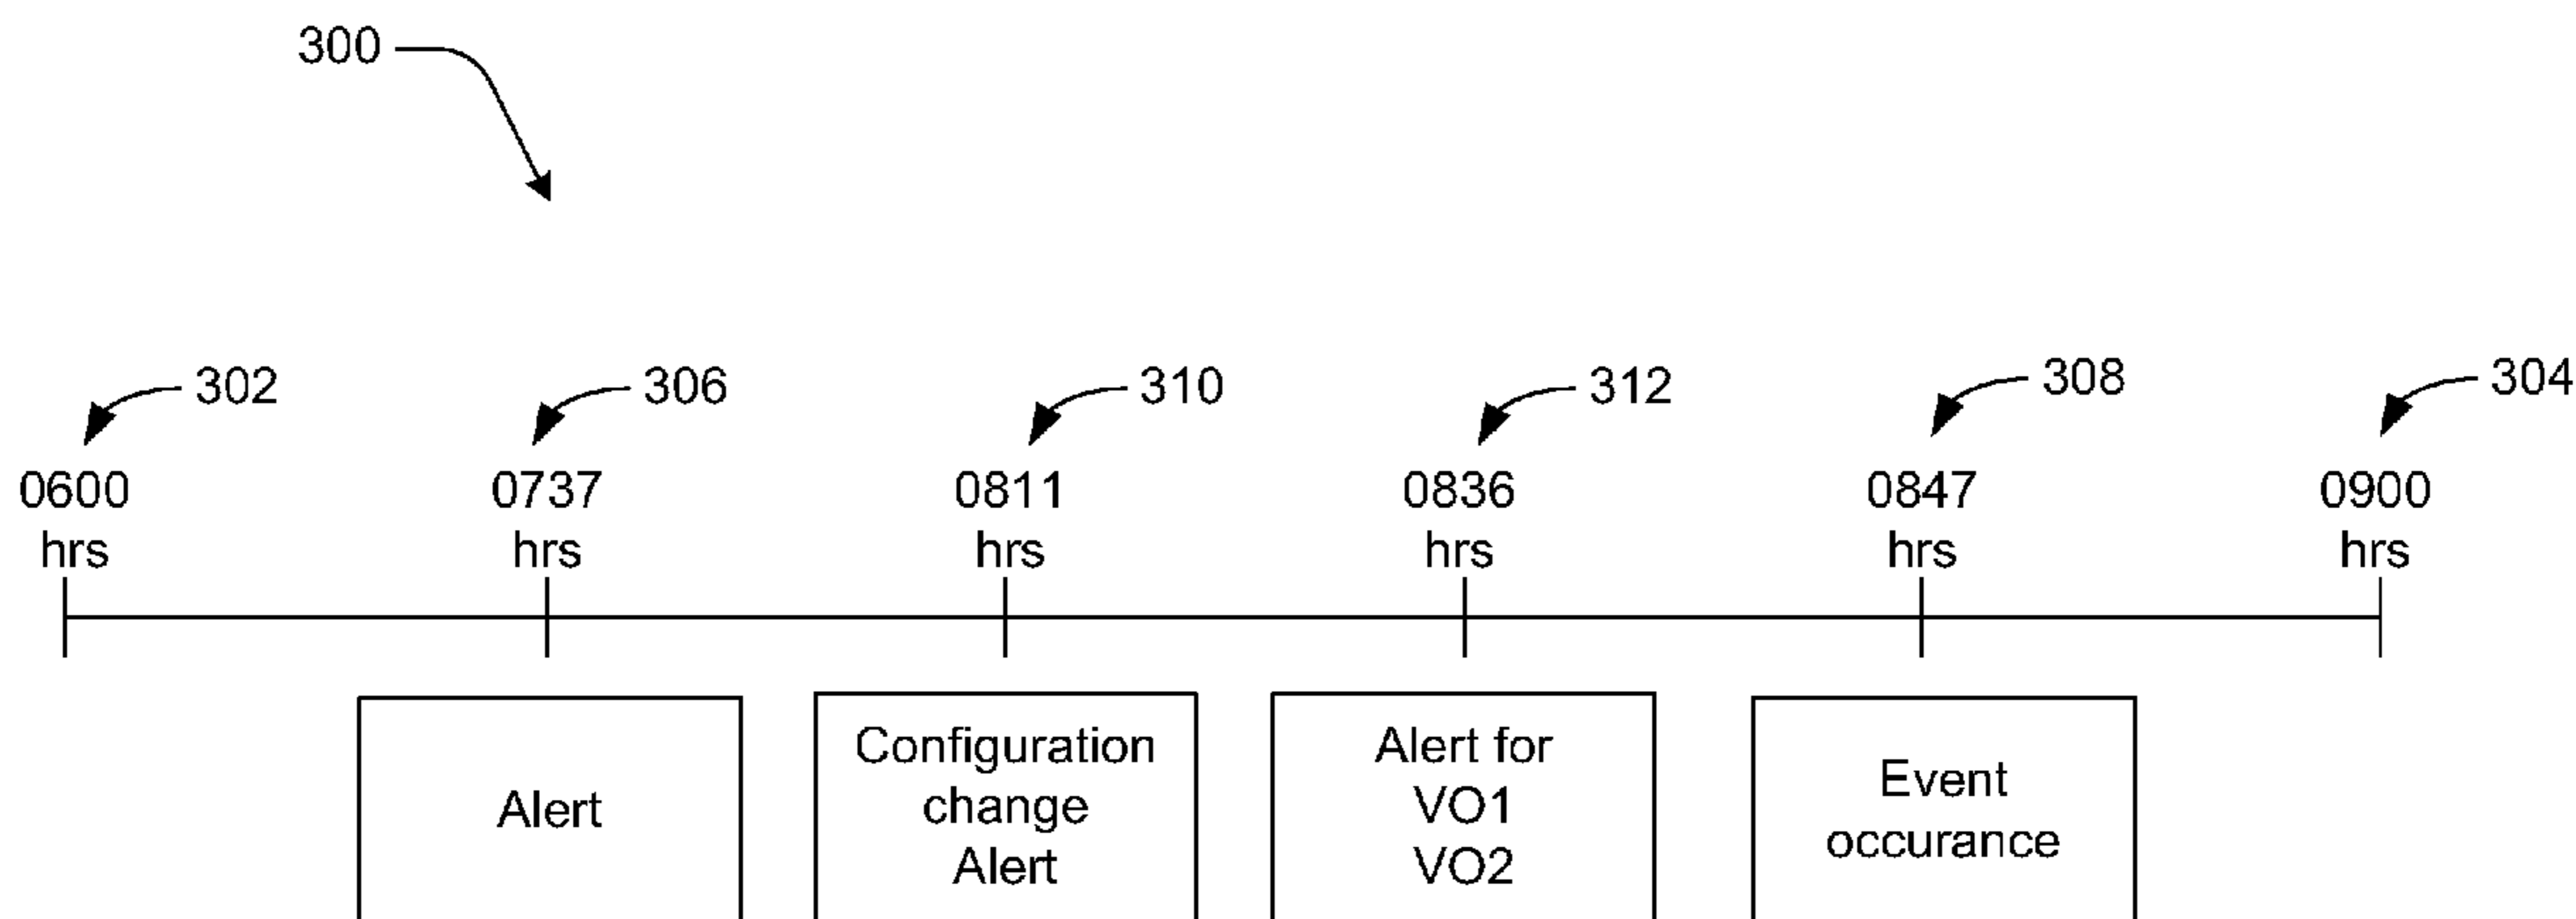 300
302
306
310
312
308
304
0600
hrs
0737
hrs
0811
hrs
0836
hrs
0847
hrs
0900
hrs
Alert
Configuration
change
Alert
Alert for
VO1
VO2
Event
occurance